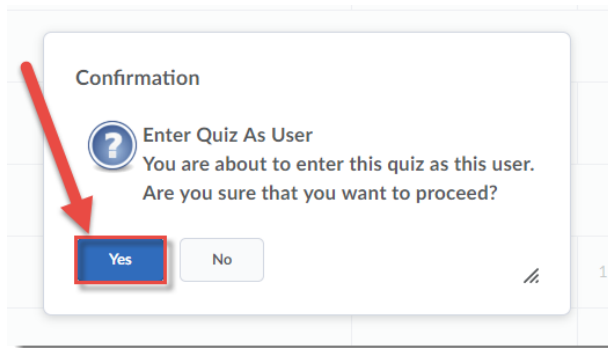 Confirmation
Enter Quiz As User
You are about to enter this quiz as this user.
Are you sure that you want to proceed?
Yes No
1